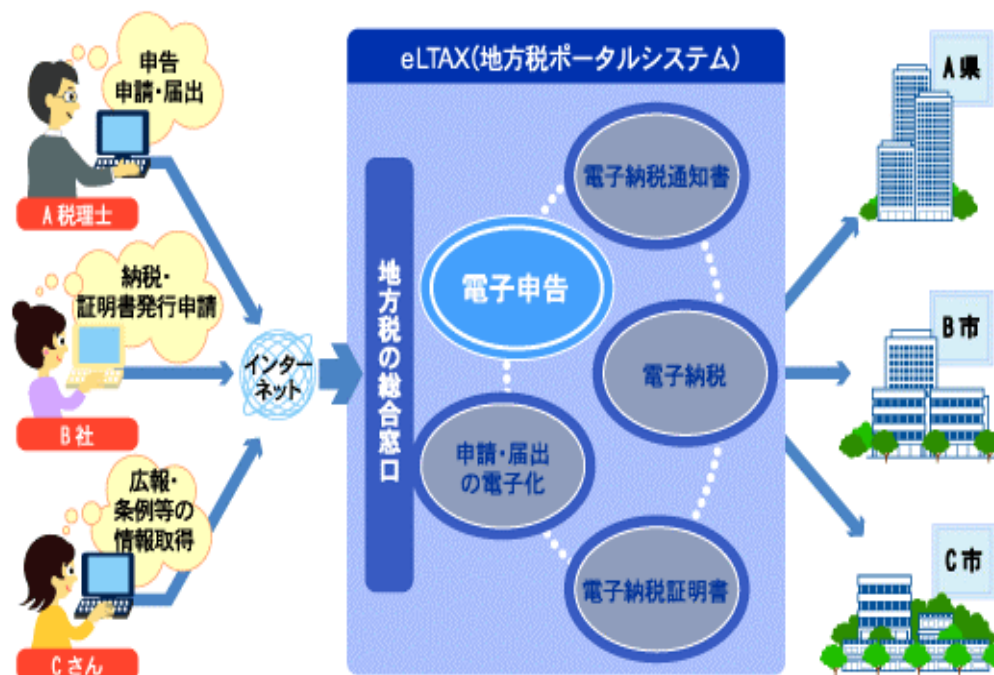 申告
申請・届出
A税理士
納税・
証明書発行申請
B社
広報・
条例等の
情報取得
Cさん
インター
ネット
eLTAX(地方税ポータルシステム)
地方税の総合窓口
電子納税通知書
電子申告
電子納税
申請・届出
の電子化
電子納税証明書
A県
B市
C市